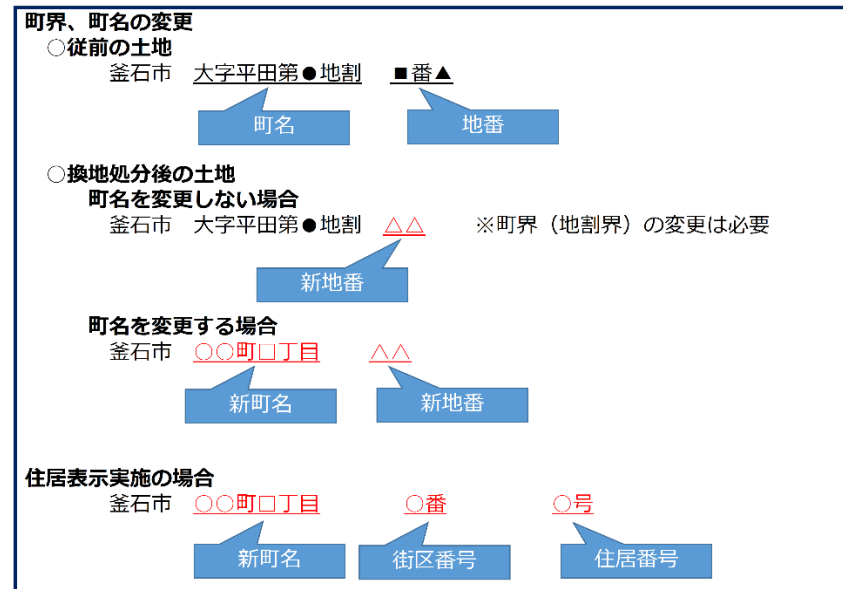 町界、町名の変更
○従前の土地
釜石市 大字平田第●地割 ■番▲
町名 地番
○換地処分後の土地
町名を変更しない場合
釜石市 大字平田第●地割 △△ ※町界（地割界）の変更は必要
新地番
町名を変更する場合
釜石市 ○○町□丁目 △△
新町名 新地番
住居表示実施の場合
釜石市 ○○町□丁目 ○番 ○号
新町名 街区番号 住居番号